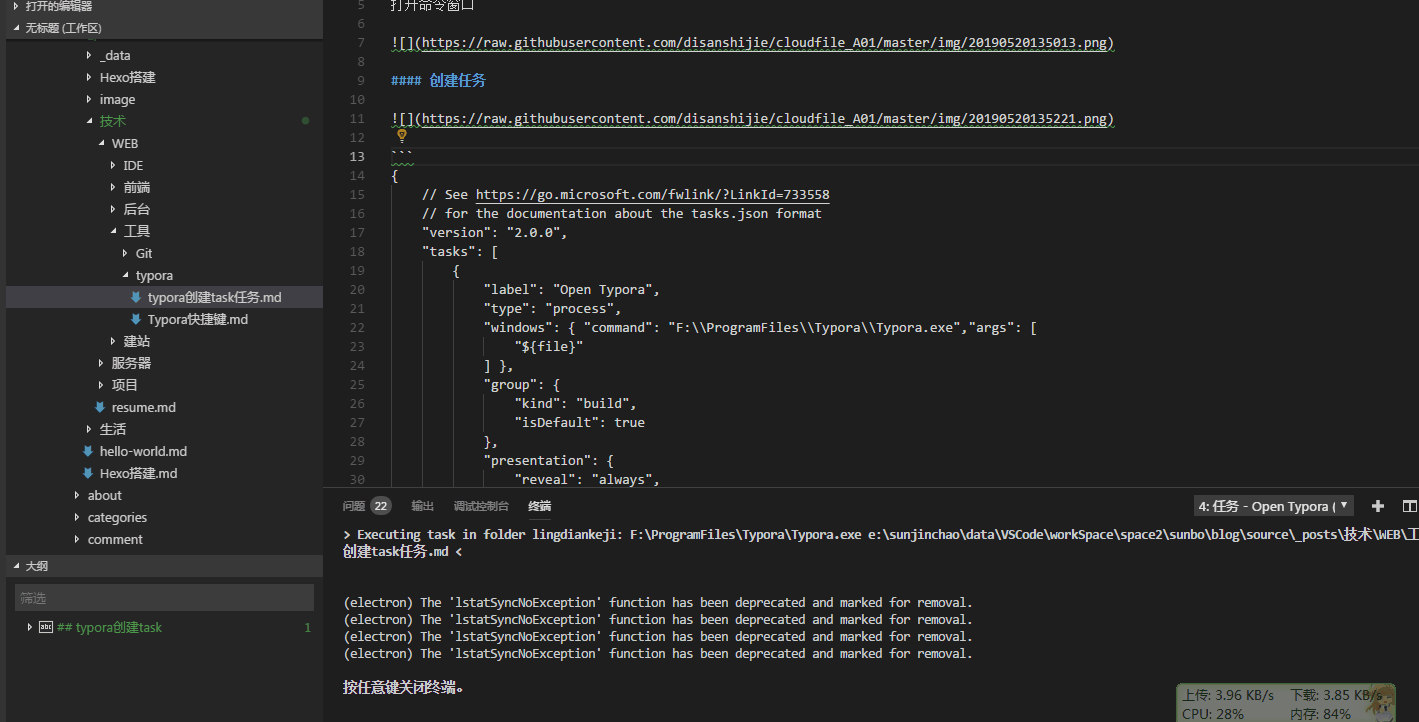 打开的编辑器
无标题 (工作区)
_data
Hexo搭建
image
技术
WEB
IDE
前端
后台
工具
Git
typora
typora创建task任务.md
Typora快捷键.md
建站
服务器
项目
resume.md
生活
hello-world.md
Hexo搭建.md
about
categories
comment
大纲
筛选
abc ## typora创建task 1
5 打开命令窗口
6
7 ![](https://raw.githubusercontent.com/disanshijie/cloudfile_A01/master/img/20190520135013.png)
8
9 #### 创建任务
10
11 ![](https://raw.githubusercontent.com/disanshijie/cloudfile_A01/master/img/20190520135221.png)
12
13 ```
14 {
15 // See https://go.microsoft.com/fwlink/?LinkId=733558
16 // for the documentation about the tasks.json format
17 "version": "2.0.0",
18 "tasks": [
19 {
20 "label": "Open Typora",
21 "type": "process",
22 "windows": { "command": "F:\\ProgramFiles\\Typora\\Typora.exe","args": [
23 "${file}"
24 ] },
25 "group": {
26 "kind": "build",
27 "isDefault": true
28 },
29 "presentation": {
30 "reveal": "always",
问题 22 输出 调试控制台 终端 4: 任务 - Open Typora (
> Executing task in folder lingdiankeji: F:\ProgramFiles\Typora\Typora.exe e:\sunjinchao\data\VSCode\workSpace\space2\sunbo\blog\source\_posts\技术\WEB\工
创建task任务.md <
(electron) The 'lstatSyncNoException' function has been deprecated and marked for removal.
(electron) The 'lstatSyncNoException' function has been deprecated and marked for removal.
(electron) The 'lstatSyncNoException' function has been deprecated and marked for removal.
(electron) The 'lstatSyncNoException' function has been deprecated and marked for removal.
按任意键关闭终端。
上传: 3.96 KB/s 下载: 3.85 KB/s
CPU: 28% 内存: 84%